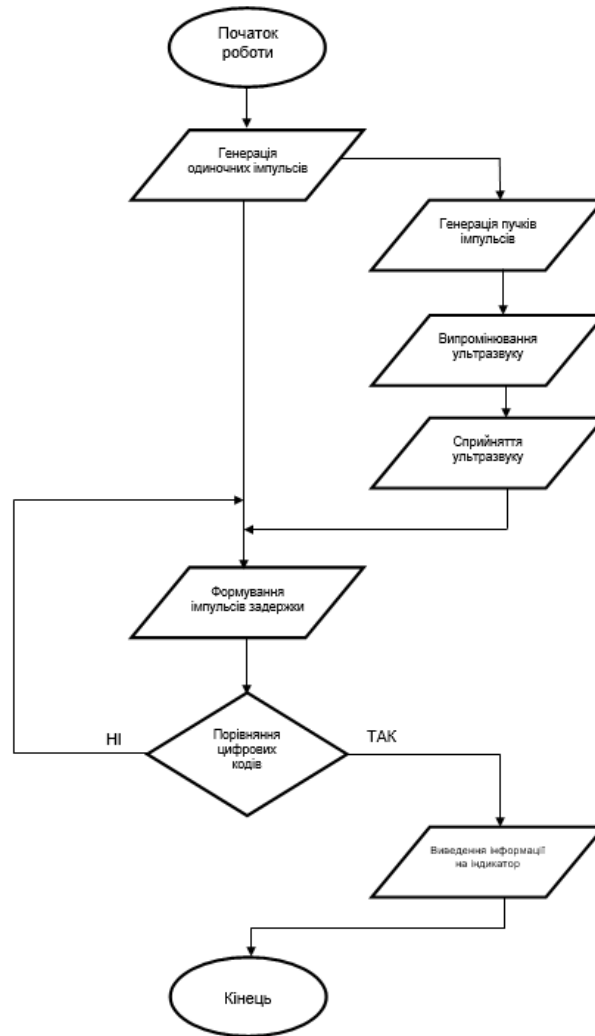 Початок
роботи
Генерація
одиночних імпульсів
Генерація пучків
імпульсів
Випромінювання
ультразвуку
Сприйняття
ультразвуку
Формування
імпульсів задержки
Порівняння
цифрових
кодів
НІ
ТАК
Виведення інформації
на індикатор
Кінець